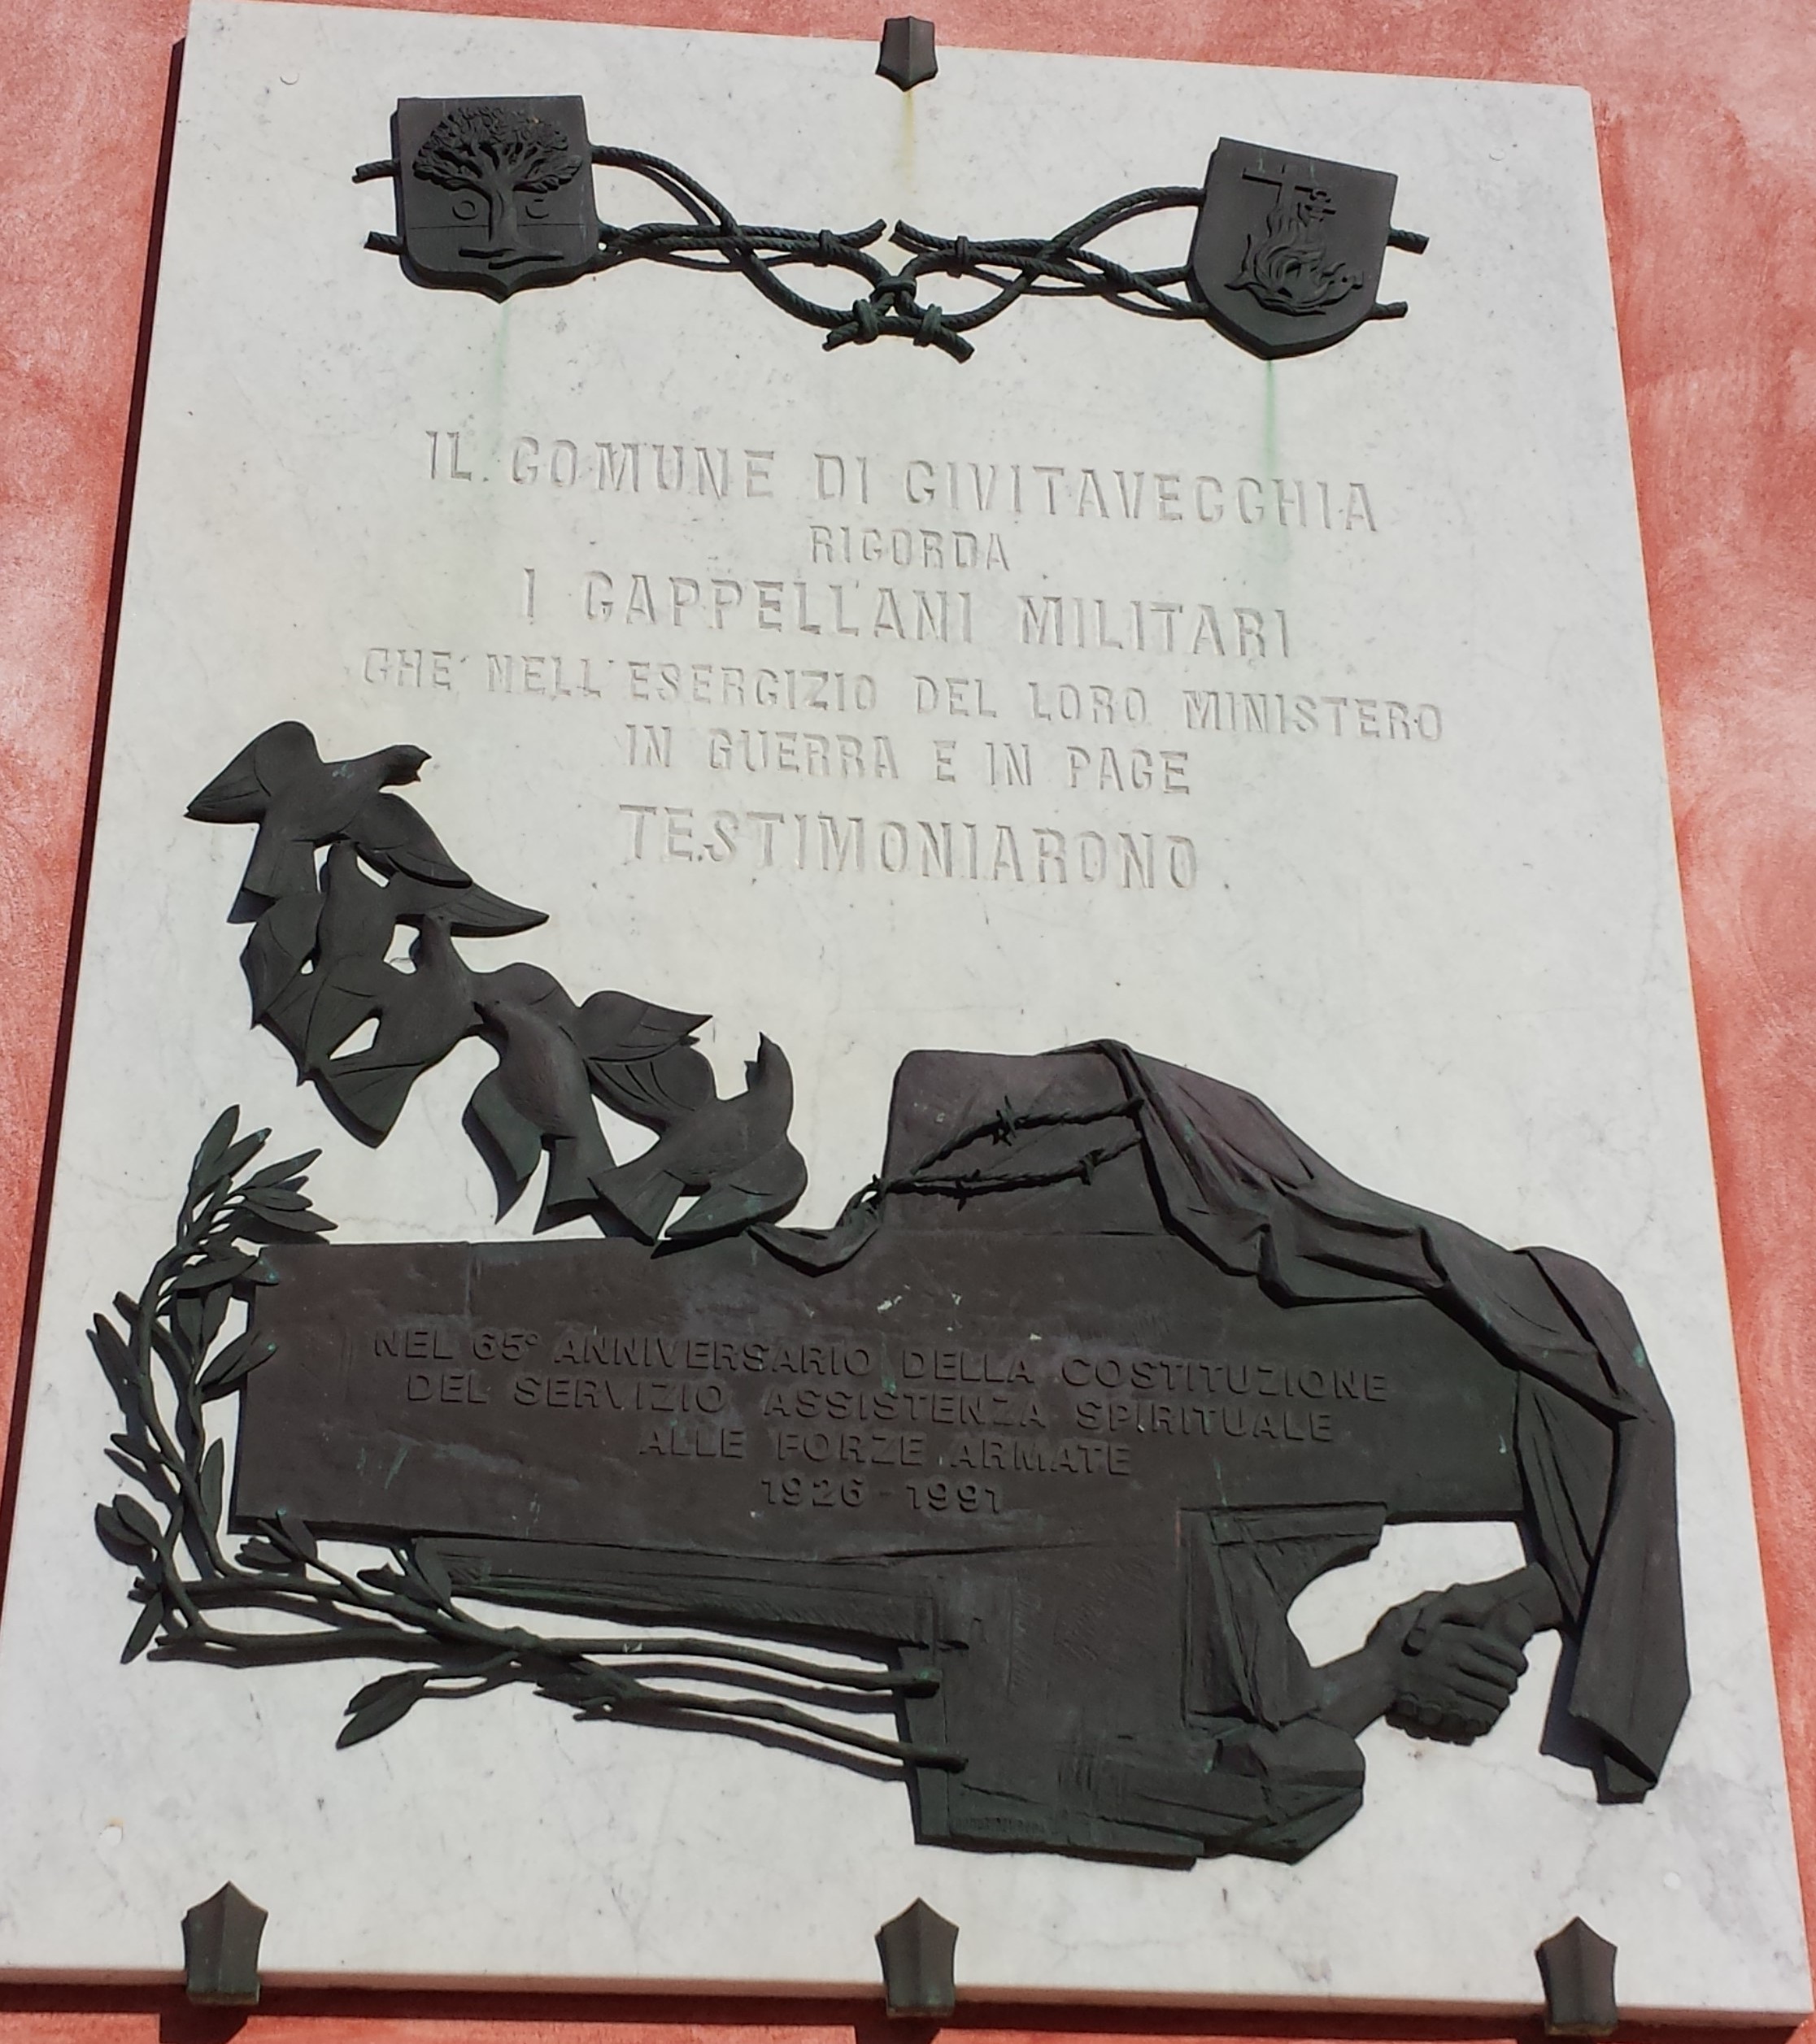 O C
IL COMUNE DI CIVITAVECCHIA
RICORDA
I CAPPELLANI MILITARI
CHE NELL'ESERCIZIO DEL LORO MINISTERO
IN GUERRA E IN PACE
TESTIMONIARONO
NEL 65° ANNIVERSARIO DELLA COSTITUZIONE
DEL SERVIZIO ASSISTENZA SPIRITUALE
ALLE FORZE ARMATE
1926-1991